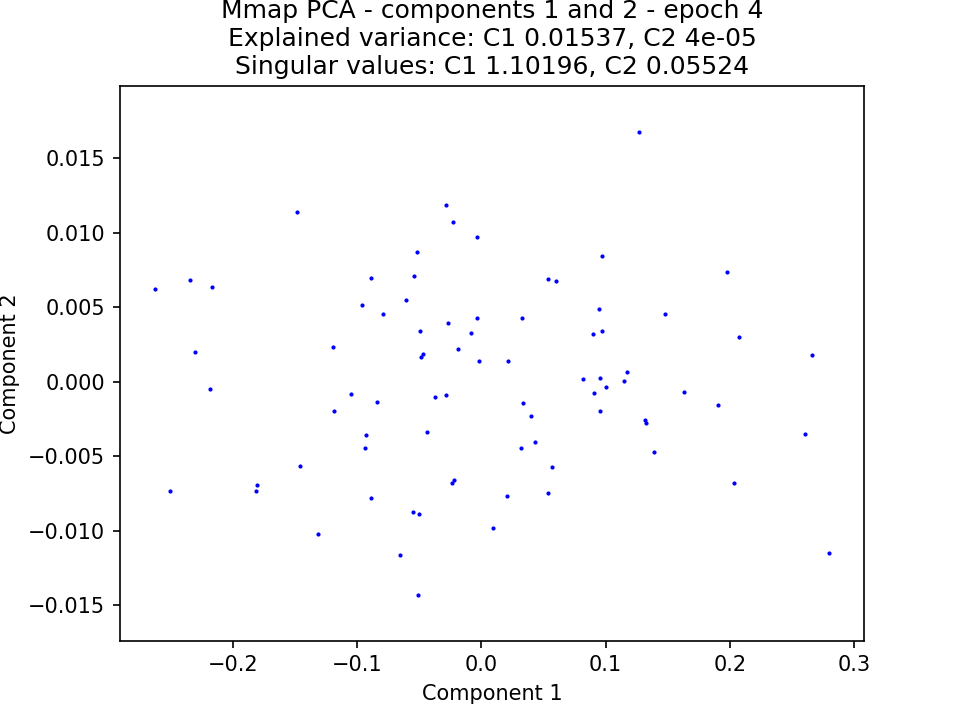 Mmap PCA - components 1 and 2 - epoch 4
Explained variance: C1 0.01537, C2 4e-05
Singular values: C1 1.10196, C2 0.05524
0.015
0.010
0.005
0.000
−0.005
−0.010
−0.015
Component 2
−0.2
−0.1
0.0
0.1
0.2
0.3
Component 1